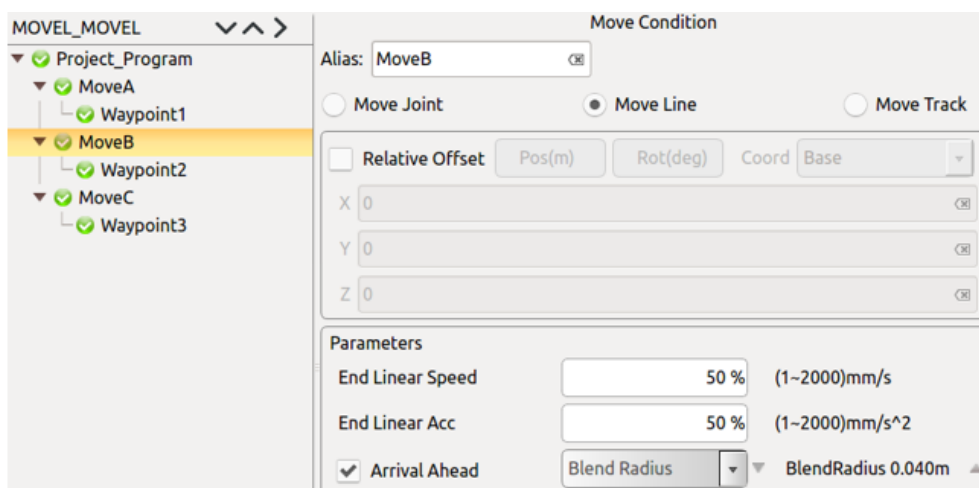 MOVEL_MOVEL
Project_Program
MoveA
Waypoint1
MoveB
Waypoint2
MoveC
Waypoint3
Move Condition
Alias: MoveB
Move Joint Move Line Move Track
Relative Offset Pos(m) Rot(deg) Coord Base
X 0
Y 0
Z 0
Parameters
End Linear Speed 50 % (1~2000)mm/s
End Linear Acc 50 % (1~2000)mm/s^2
Arrival Ahead Blend Radius BlendRadius 0.040m